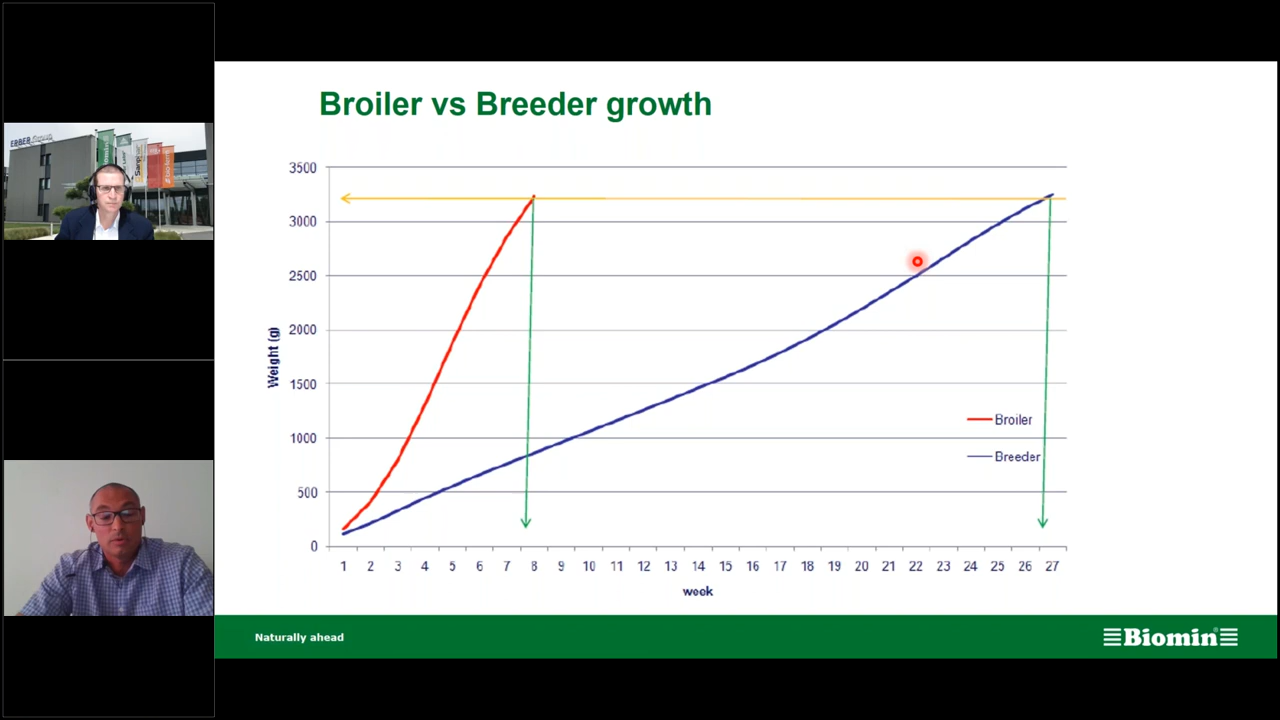 Broiler vs Breeder growth
3500
3000
2500
2000
1500
1000
500
0
Weight (g)
1 2 3 4 5 6 7 8 9 10 11 12 13 14 15 16 17 18 19 20 21 22 23 24 25 26 27
week
Broiler
Breeder
Naturally ahead
Biomin®
ERBER Group